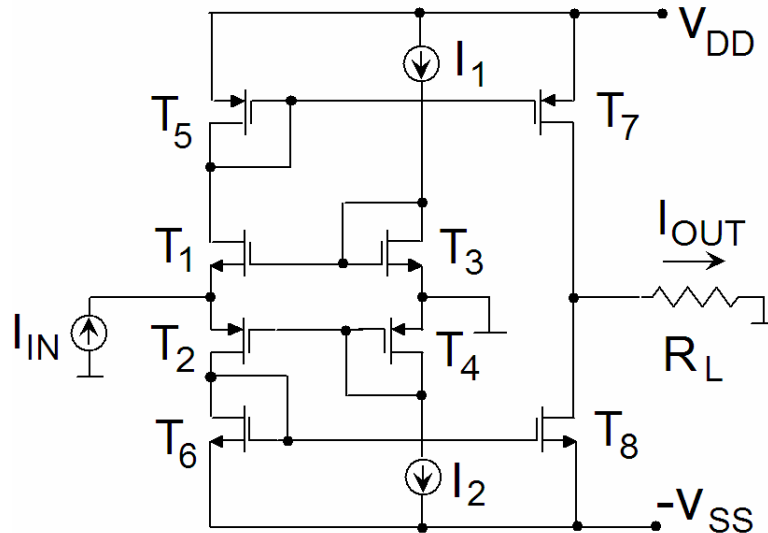 V_DD
I_1
T_5
T_7
T_1
T_3
I_OUT
I_IN
T_2
T_4
R_L
T_6
T_8
I_2
-V_SS